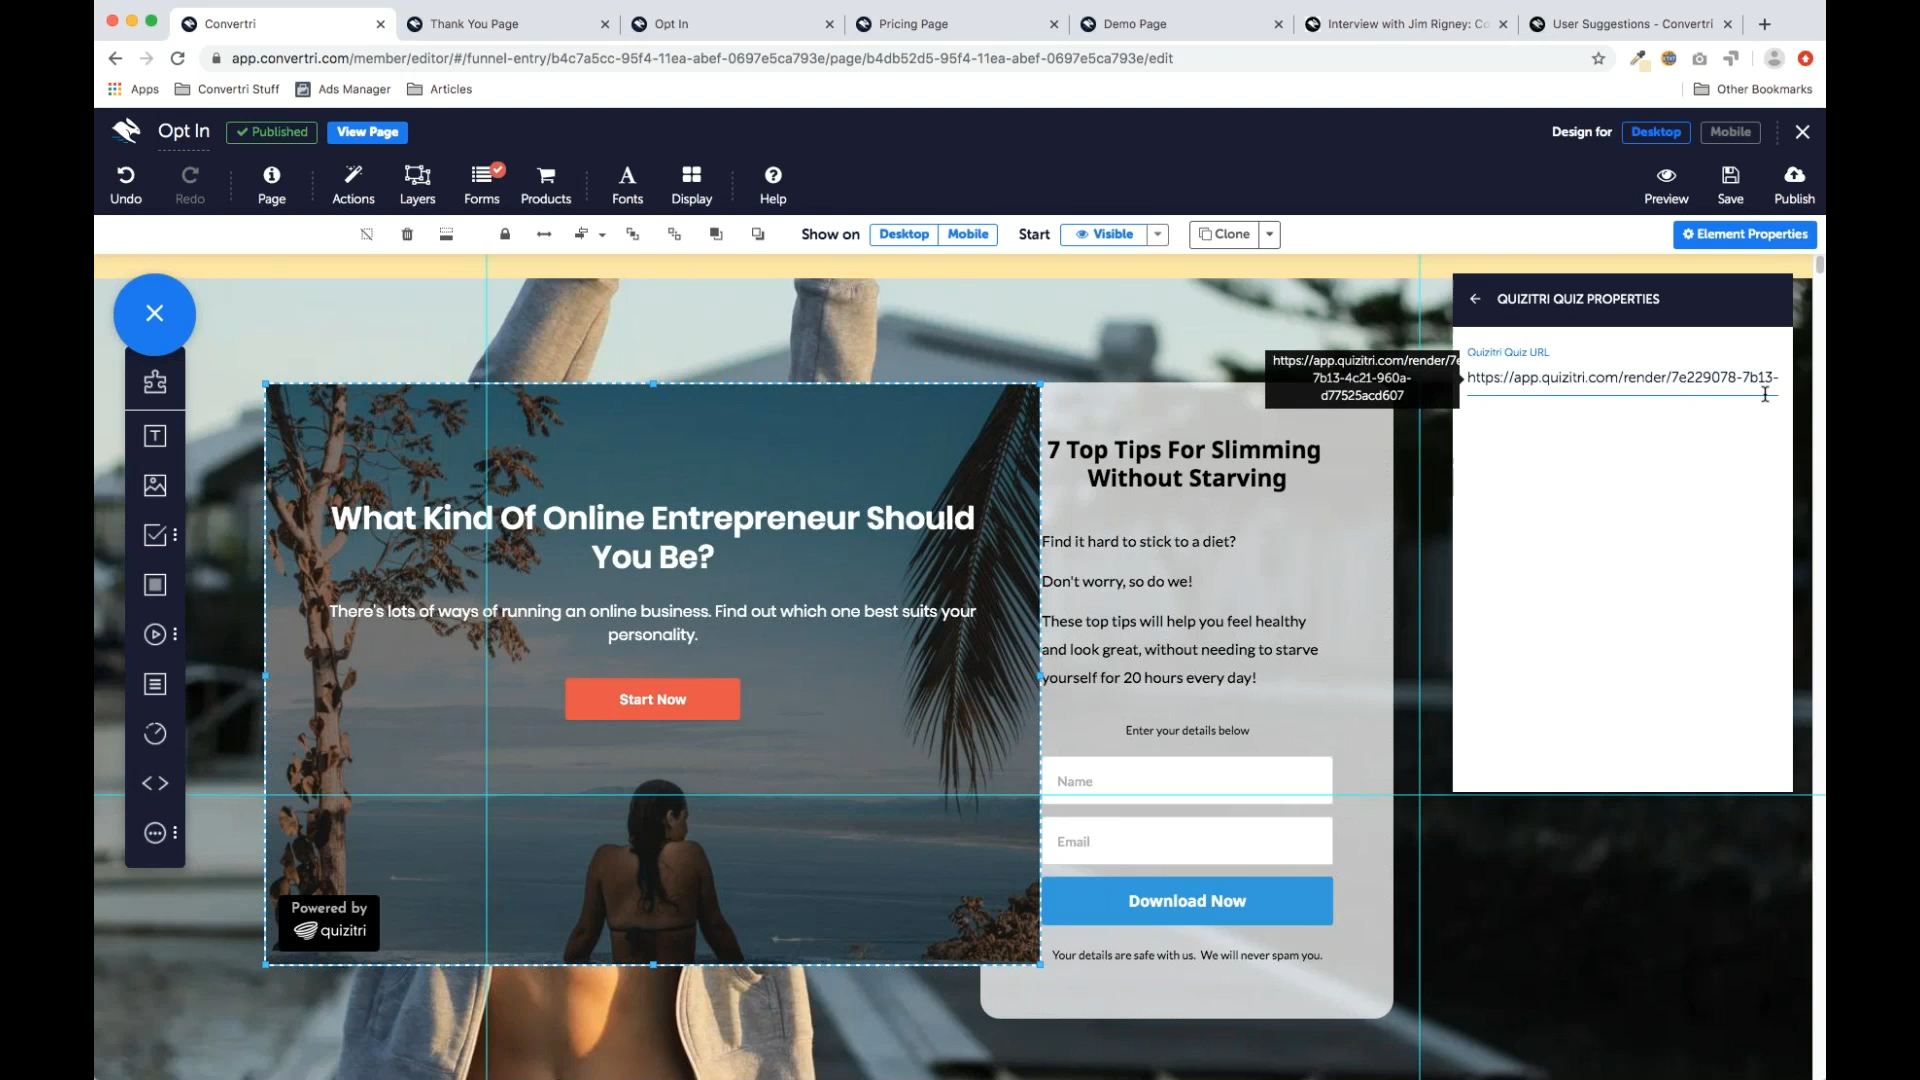 Convertri
Thank You Page
Opt In
Pricing Page
Demo Page
Interview with Jim Rigney: Co
User Suggestions - Convertri
app.convertri.com/member/editor/#/funnel-entry/b4c7a5cc-95f4-11ea-abef-0697e5ca793e/page/b4db52d5-95f4-11ea-abef-0697e5ca793e/edit
Apps
Convertri Stuff
Ads Manager
Articles
Other Bookmarks
Opt In
Published
View Page
Design for
Desktop
Mobile
Undo
Redo
Page
Actions
Layers
Forms
Products
Fonts
Display
Help
Preview
Save
Publish
Show on
Desktop
Mobile
Start
Visible
Clone
Element Properties
QUIZITRI QUIZ PROPERTIES
Quizitri Quiz URL
https://app.quizitri.com/render/7e229078-7b13-
https://app.quizitri.com/render/7e
7b13-4c21-960a-
d77525acd607
What Kind Of Online Entrepreneur Should
You Be?
There's lots of ways of running an online business. Find out which one best suits your
personality.
Start Now
Powered by
quizitri
7 Top Tips For Slimming
Without Starving
Find it hard to stick to a diet?
Don't worry, so do we!
These top tips will help you feel healthy
and look great, without needing to starve
yourself for 20 hours every day!
Enter your details below
Name
Email
Download Now
Your details are safe with us. We will never spam you.